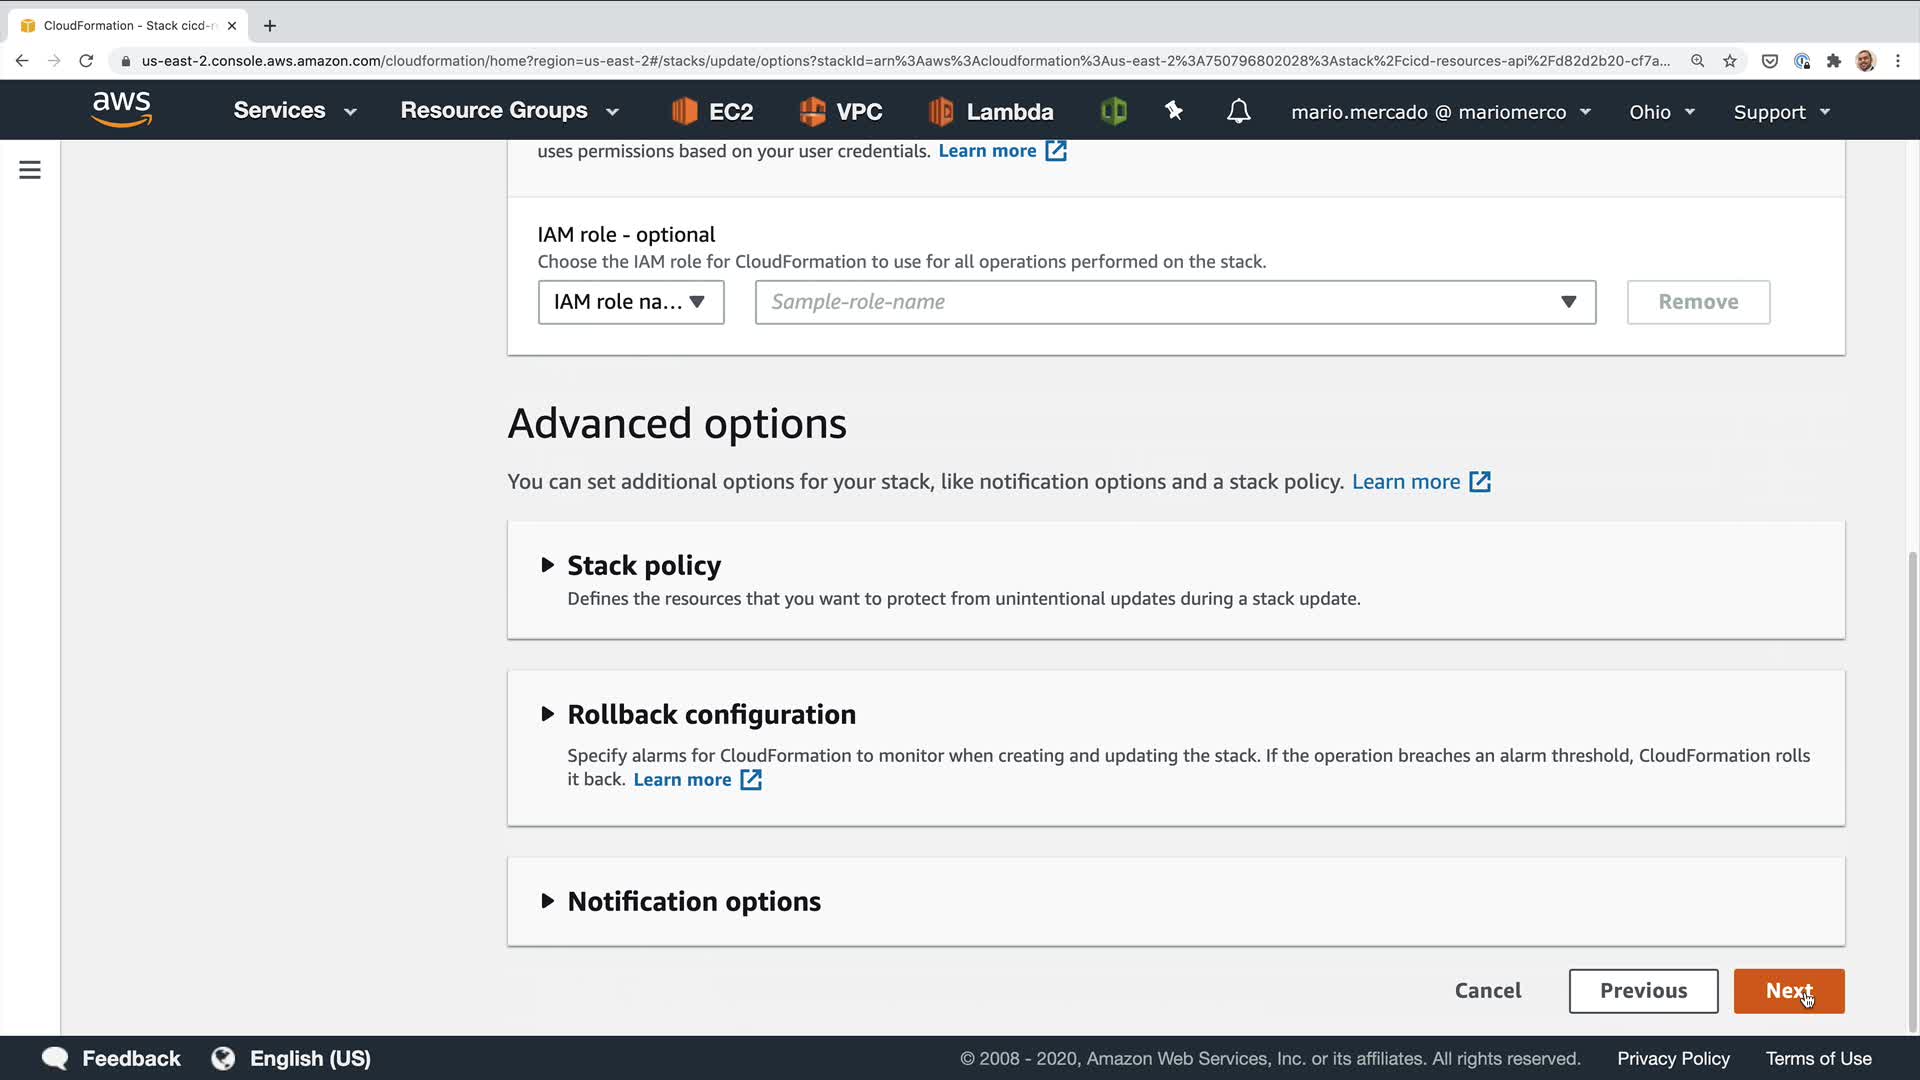 CloudFormation - Stack cicd-r
us-east-2.console.aws.amazon.com/cloudformation/home?region=us-east-2#/stacks/update/options?stackId=arn%3Aaws%3Acloudformation%3Aus-east-2%3A750796802028%3Astack%2Fcicd-resources-api%2Fd82d2b20-cf7a...
aws Services Resource Groups EC2 VPC Lambda mario.mercado @ mariomerco Ohio Support
uses permissions based on your user credentials. Learn more
IAM role - optional
Choose the IAM role for CloudFormation to use for all operations performed on the stack.
IAM role na... Sample-role-name Remove
Advanced options
You can set additional options for your stack, like notification options and a stack policy. Learn more
Stack policy
Defines the resources that you want to protect from unintentional updates during a stack update.
Rollback configuration
Specify alarms for CloudFormation to monitor when creating and updating the stack. If the operation breaches an alarm threshold, CloudFormation rolls
it back. Learn more
Notification options
Cancel Previous Next
Feedback English (US) © 2008 - 2020, Amazon Web Services, Inc. or its affiliates. All rights reserved. Privacy Policy Terms of Use